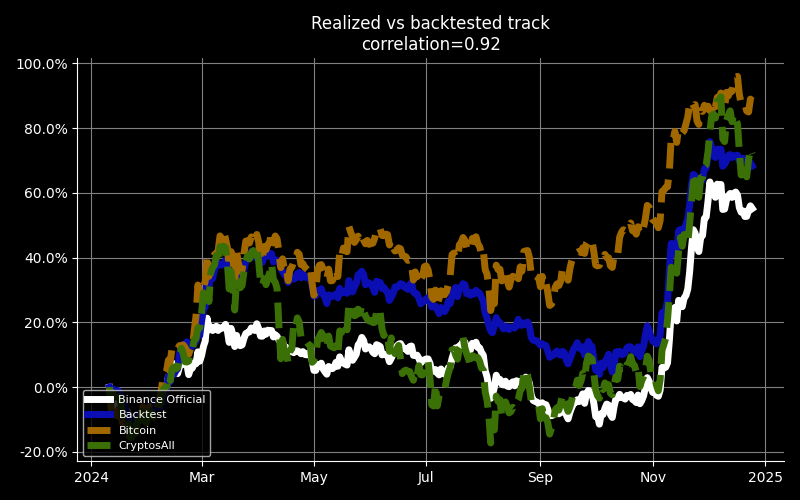 Realized vs backtested track
correlation=0.92
100.0%
80.0%
60.0%
40.0%
20.0%
0.0%
-20.0%
Binance Official
Backtest
Bitcoin
CryptosAll
2024 Mar May Jul Sep Nov 2025